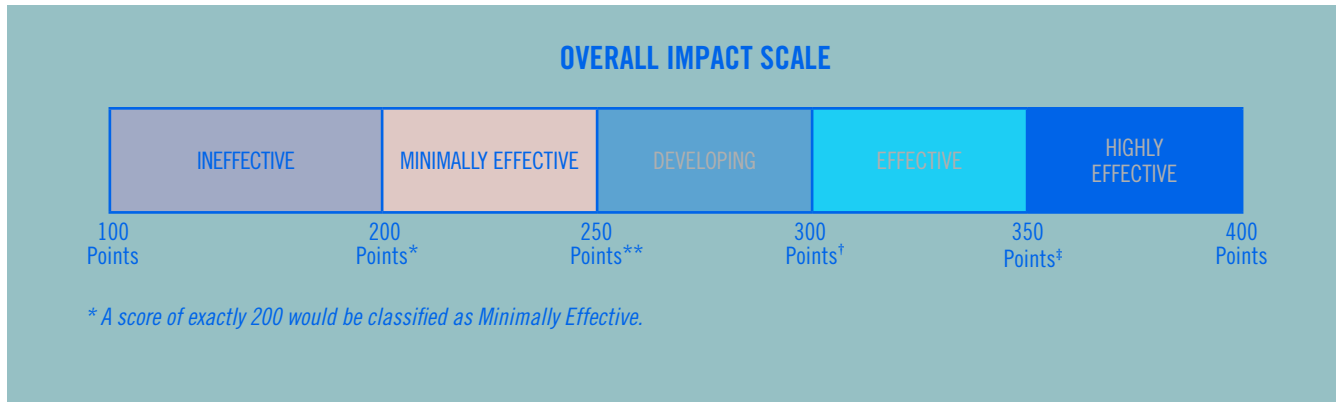 OVERALL IMPACT SCALE
INEFFECTIVE
MINIMALLY EFFECTIVE
DEVELOPING
EFFECTIVE
HIGHLY
EFFECTIVE
100
Points
200
Points*
250
Points**
300
Points†
350
Points‡
400
Points
* A score of exactly 200 would be classified as Minimally Effective.